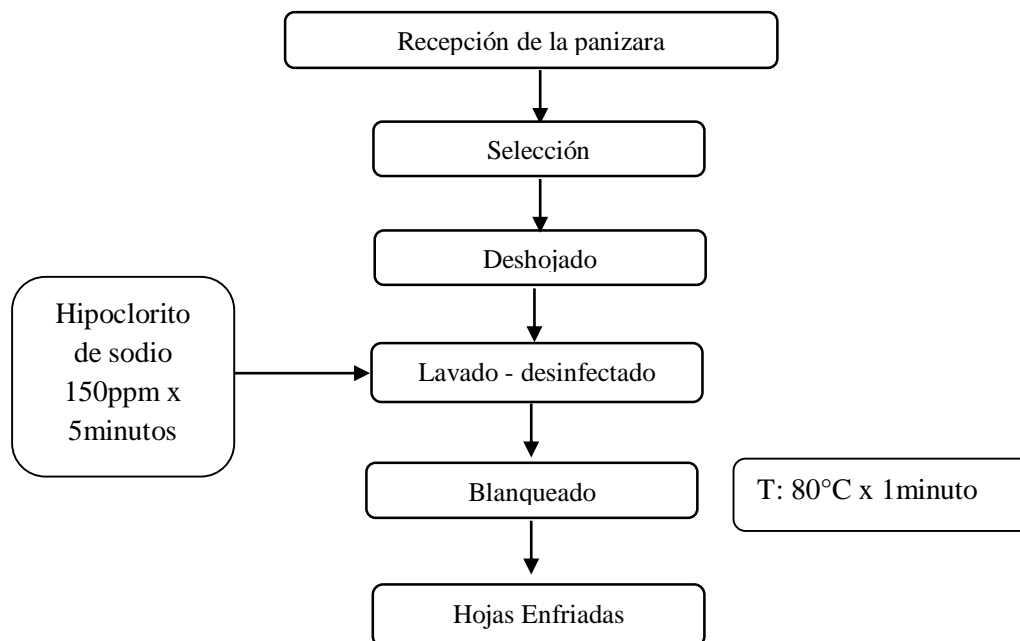 Recepción de la panizara
Selección
Deshojado
Hipoclorito
de sodio
150ppm x
5minutos
Lavado - desinfectado
Blanqueado
T: 80°C x 1minuto
Hojas Enfriadas